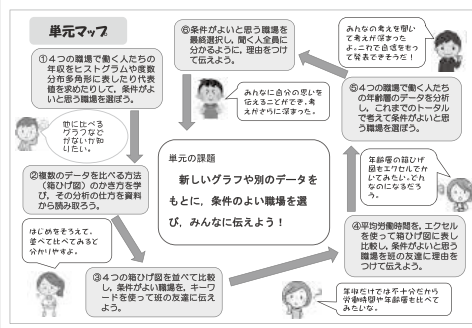 単元マップ
①４つの職場で働く人たちの
年収をヒストグラムや度数
分布多角形に表したり代表
値を求めたりして、条件がよ
いと思う職場を選ぼう。
他に比べる
グラフなど
がないか知
りたい。
②複数のデータを比べる方法
（箱ひげ図）のかき方を学
び，その分析の仕方を資料
から読み取ろう。
はじめをそろえて、
並べて比べてみると
分かりやすよ。
③４つの箱ひげ図を並べて比較
し，条件がよい職場を，キーワ
ードを使って班の友達に伝え
よう。
④平均労働時間を，エクセル
を使って箱ひげ図に表し
比較し，条件がよいと思う
職場を班の友達に理由を
つけて伝えよう。
年収だけでは不十分だから
労働時間や年齢層も比べて
みたいな。
年齢層の箱ひげ
図もエクセルでか
いてみたい。どん
なのになるだろ
う。
⑤４つの職場で働く人たち
の年齢層のデータを分析
し，これまでのトータル
で考えて条件がよいと思
う職場を選ぼう。
みんなの考えを聞い
て考えが深まった
よ。これで自信をもっ
て発表できそうだ！
⑥条件がよいと思う職場を
最終選択し，聞く人全員に
分かるように，理由をつけ
て伝えよう。
みんなに自分の思いを
伝えることができ，考
えがさらに深まった。
単元の課題
新しいグラフや別のデータを
もとに，条件のよい職場を選
び，みんなに伝えよう！